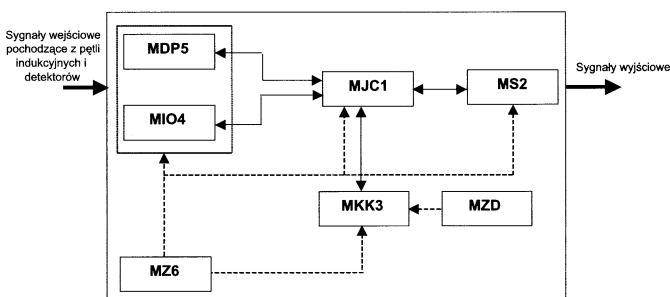 Sygnały wejściowe
pochodzące z pętli
indukcyjnych i
detektorów
MDP5
MIO4
MJC1
MS2
Sygnały wyjściowe
MKK3
MZD
MZ6